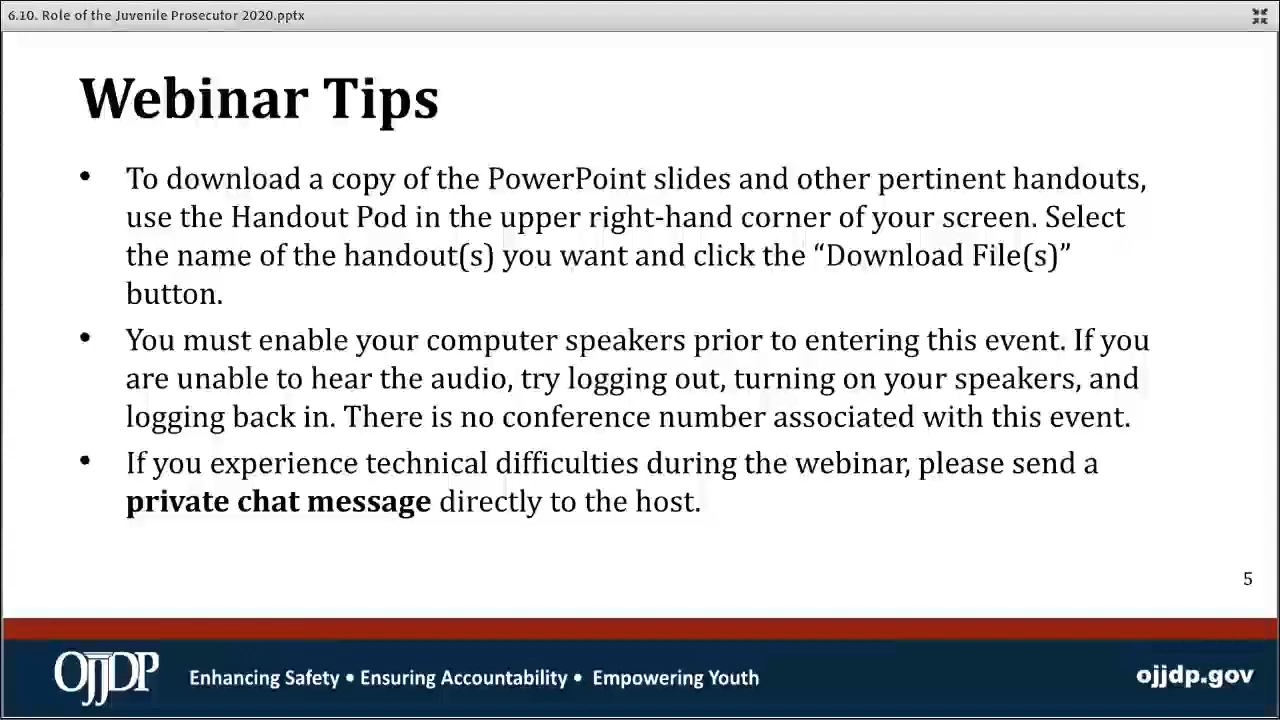 6.10. Role of the Juvenile Prosecutor 2020.pptx
Webinar Tips
• To download a copy of the PowerPoint slides and other pertinent handouts,
use the Handout Pod in the upper right-hand corner of your screen. Select
the name of the handout(s) you want and click the “Download File(s)”
button.
• You must enable your computer speakers prior to entering this event. If you
are unable to hear the audio, try logging out, turning on your speakers, and
logging back in. There is no conference number associated with this event.
• If you experience technical difficulties during the webinar, please send a
private chat message directly to the host.
5
OJJDP Enhancing Safety • Ensuring Accountability • Empowering Youth ojjdp.gov